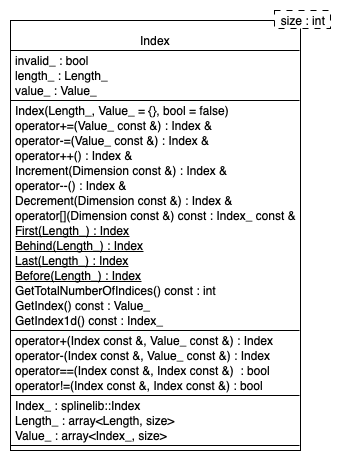 size : int
Index
invalid_ : bool
length_ : Length_
value_ : Value_
Index(Length_, Value_ = {}, bool = false)
operator+=(Value_ const &) : Index &
operator-=(Value_ const &) : Index &
operator++() : Index &
Increment(Dimension const &) : Index &
operator--() : Index &
Decrement(Dimension const &) : Index &
operator[](Dimension const &) const : Index_ const &
First(Length_) : Index
Behind(Length_) : Index
Last(Length_) : Index
Before(Length_) : Index
GetTotalNumberOfIndices() const : int
GetIndex() const : Value_
GetIndex1d() const : Index_
operator+(Index const &, Value_ const &) : Index
operator-(Index const &, Value_ const &) : Index
operator==(Index const &, Index const &) : bool
operator!=(Index const &, Index const &) : bool
Index_ : splinelib::Index
Length_ : array<Length, size>
Value_ : array<Index_, size>